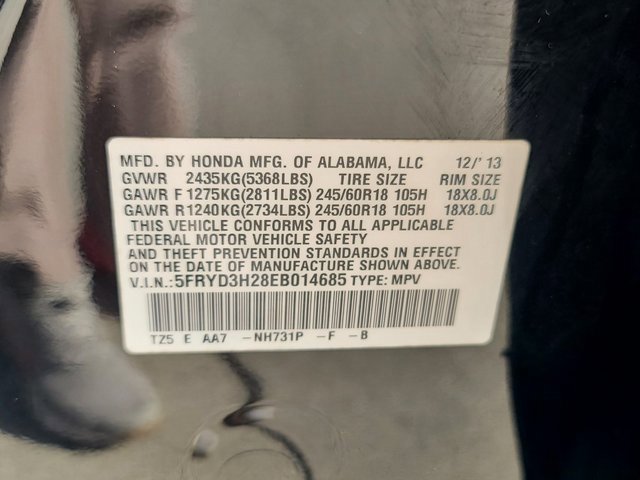 MFD. BY HONDA MFG. OF ALABAMA, LLC 12/'13
GVWR 2435KG(5368LBS) TIRE SIZE RIM SIZE
GAWR F 1275KG(2811LBS) 245/60R18 105H 18X8.0J
GAWR R1240KG(2734LBS) 245/60R18 105H 18X8.0J
THIS VEHICLE CONFORMS TO ALL APPLICABLE
FEDERAL MOTOR VEHICLE SAFETY
AND THEFT PREVENTION STANDARDS IN EFFECT
ON THE DATE OF MANUFACTURE SHOWN ABOVE.
V.I.N.: 5FRYD3H28EB014685 TYPE: MPV
TZ5 E AA7 -NH731P -F -B